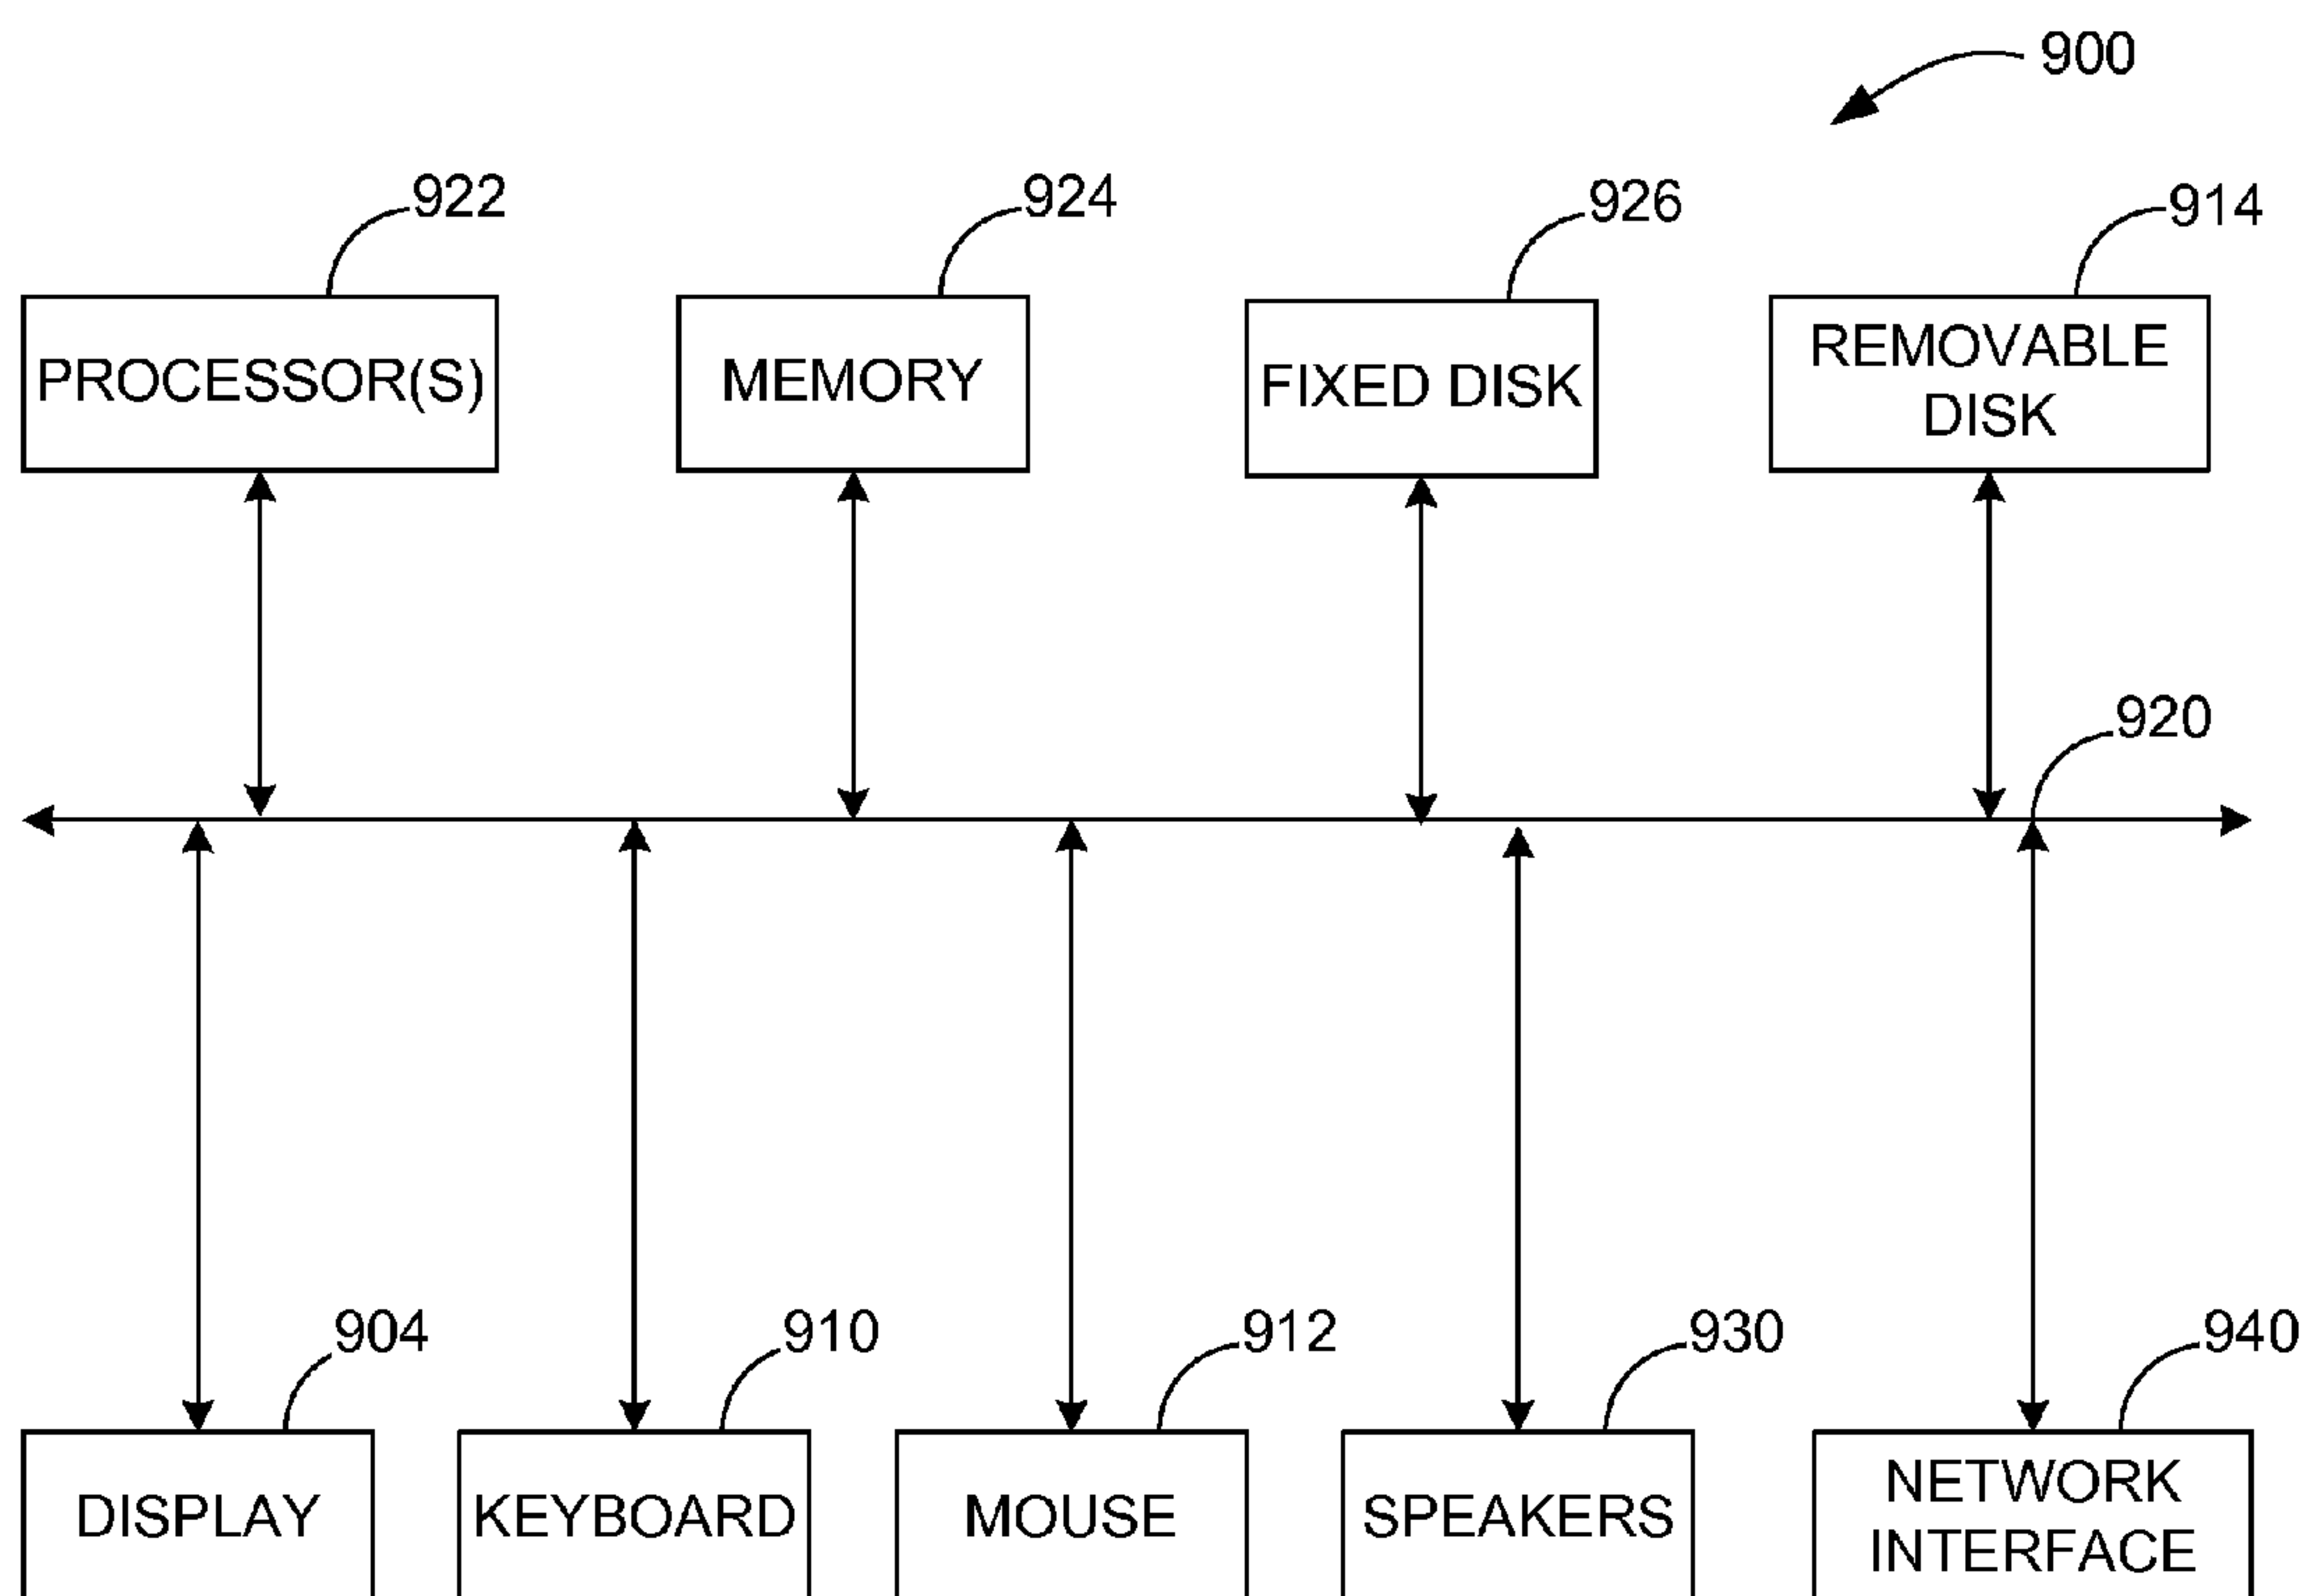 900
922
924
926
914
PROCESSOR(S)
MEMORY
FIXED DISK
REMOVABLE
DISK
920
904
910
912
930
940
DISPLAY
KEYBOARD
MOUSE
SPEAKERS
NETWORK
INTERFACE